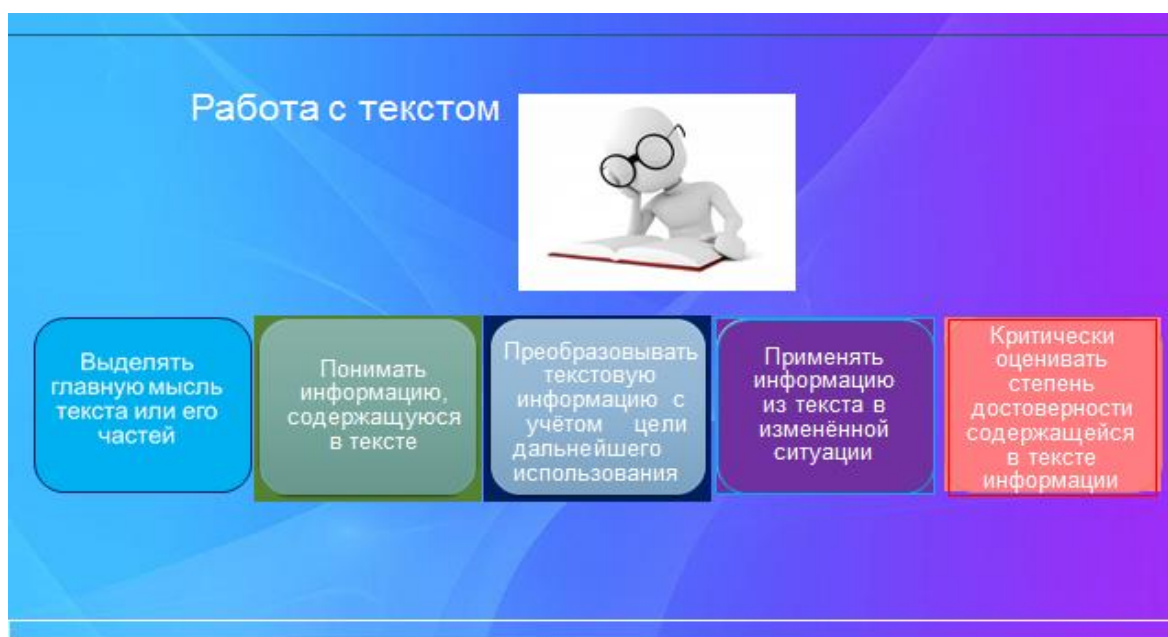 Работа с текстом
Выделять
главную мысль
текста или его
частей
Понимать
информацию,
содержащуюся
в тексте
Преобразовывать
текстовую
информацию с
учётом цели
дальнейшего
использования
Применять
информацию
из текста в
изменённой
ситуации
Критически
оценивать
степень
достоверности
содержащейся
в тексте
информации